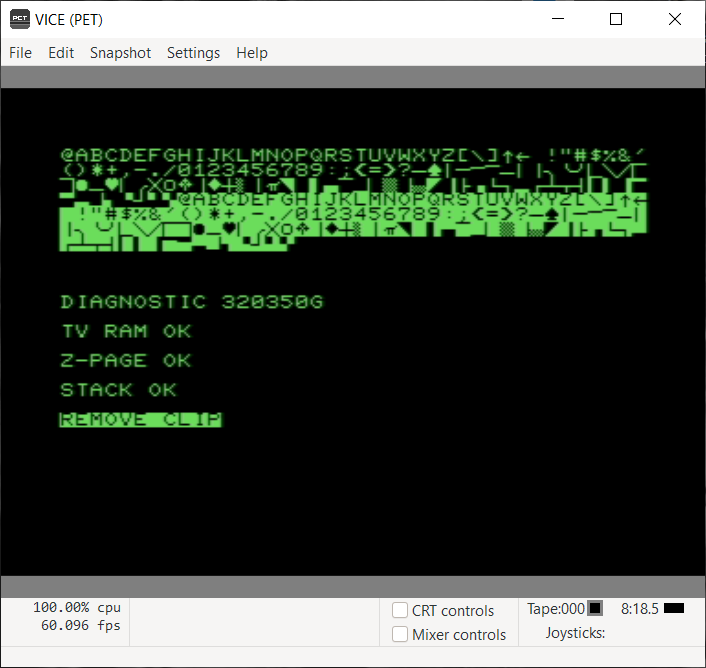 VICE (PET)
File Edit Snapshot Settings Help
@ABCDEFGHIJKLMNOPQRSTUVWXYZ[\]↑← !"#$%&'
()*+,-./0123456789:;<=>?
@ABCDEFGHIJKLMNOPQRSTUVWXYZ[\]↑←
!"#$%&'()*+,-./0123456789:;<=>?
DIAGNOSTIC 320350G
TV RAM OK
Z-PAGE OK
STACK OK
REMOVE CLIP
100.00% cpu
60.096 fps
CRT controls
Mixer controls
Tape:000
8:18.5
Joysticks: